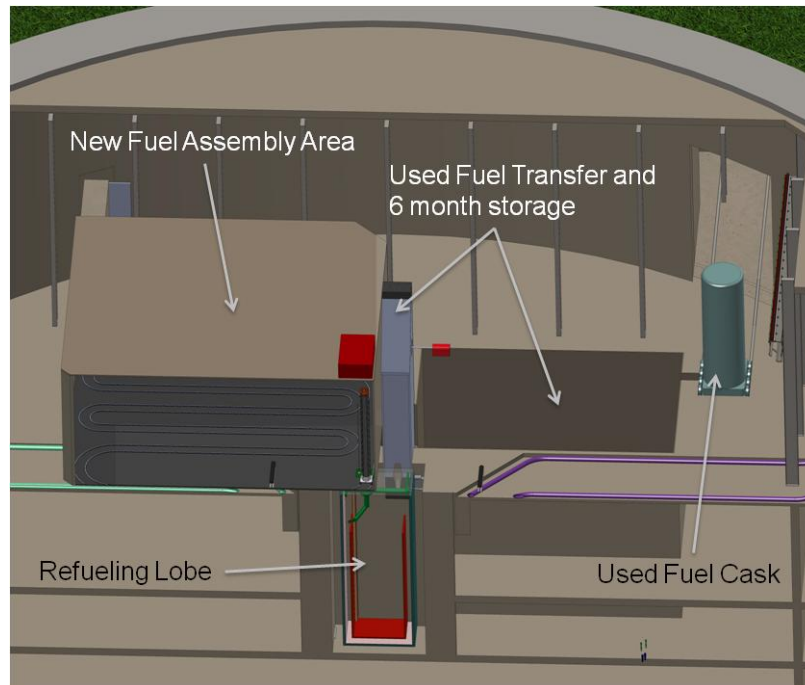 New Fuel Assembly Area
Used Fuel Transfer and
6 month storage
Refueling Lobe
Used Fuel Cask